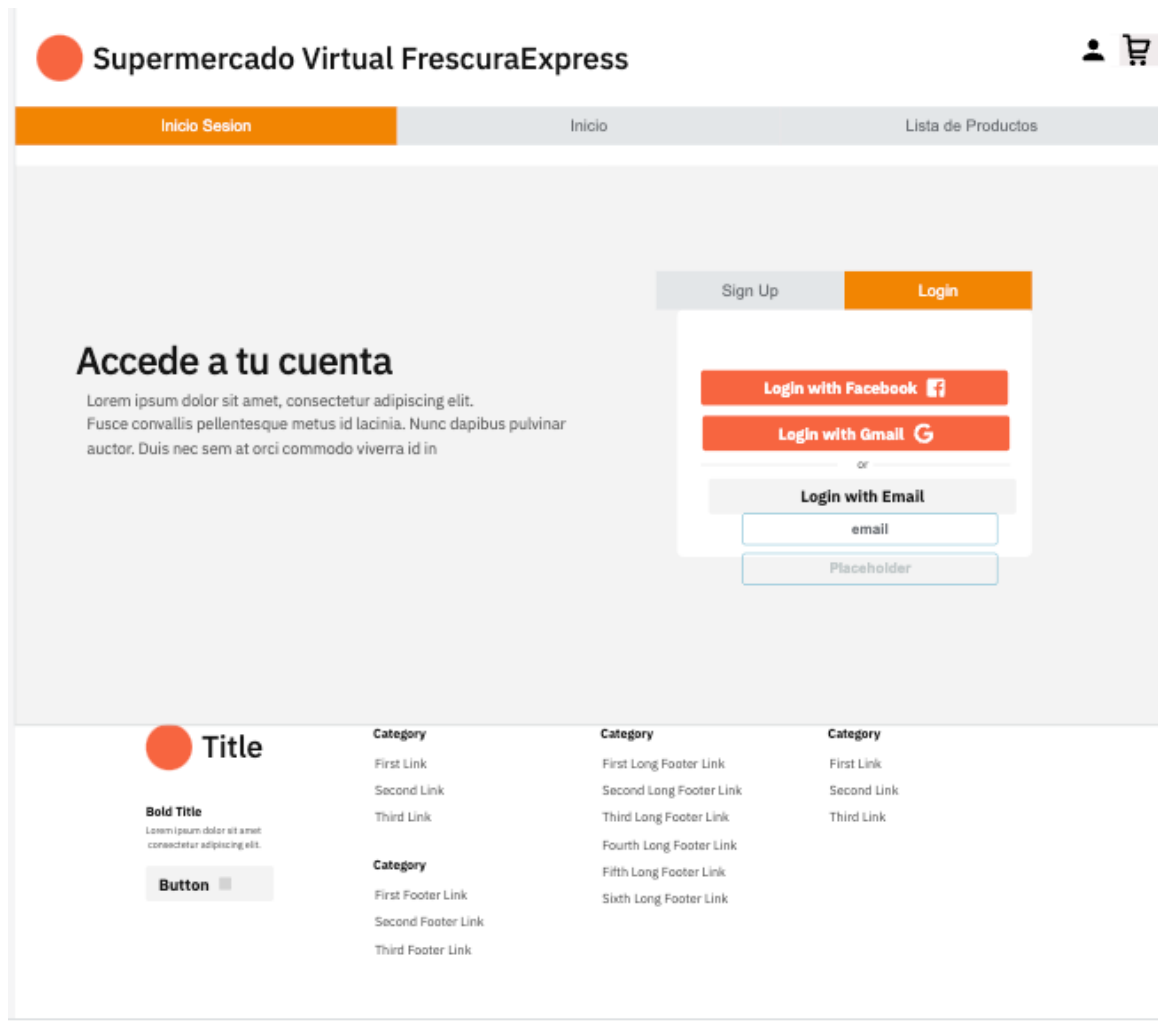 Supermercado Virtual FrescuraExpress
Inicio Sesion
Inicio
Lista de Productos
Sign Up
Login
Accede a tu cuenta
Lorem ipsum dolor sit amet, consectetur adipiscing elit.
Fusce convallis pellentesque metus id lacinia. Nunc dapibus pulvinar
auctor. Duis nec sem at orci commodo viverra id in
Login with Facebook
Login with Gmail
or
Login with Email
email
Placeholder
Title
Bold Title
Lorem ipsum dolor sit amet
consectetur adipiscing elit.
Button
Category
First Link
Second Link
Third Link
Category
First Footer Link
Second Footer Link
Third Footer Link
Category
First Long Footer Link
Second Long Footer Link
Third Long Footer Link
Fourth Long Footer Link
Fifth Long Footer Link
Sixth Long Footer Link
Category
First Link
Second Link
Third Link